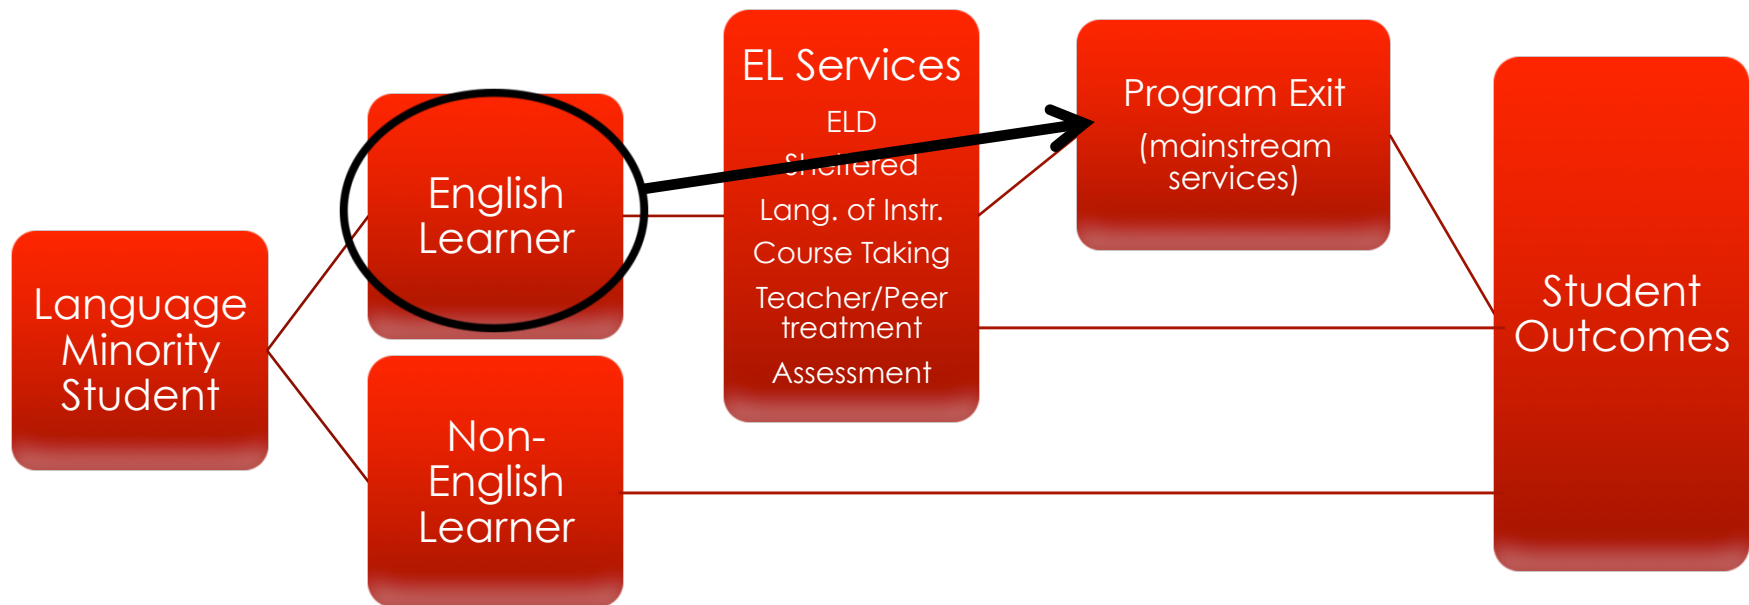 Language
Minority
Student
English
Learner
Non-
English
Learner
EL Services
ELD
Sheltered
Lang. of Instr.
Course Taking
Teacher/Peer
treatment
Assessment
Program Exit
(mainstream
services)
Student
Outcomes